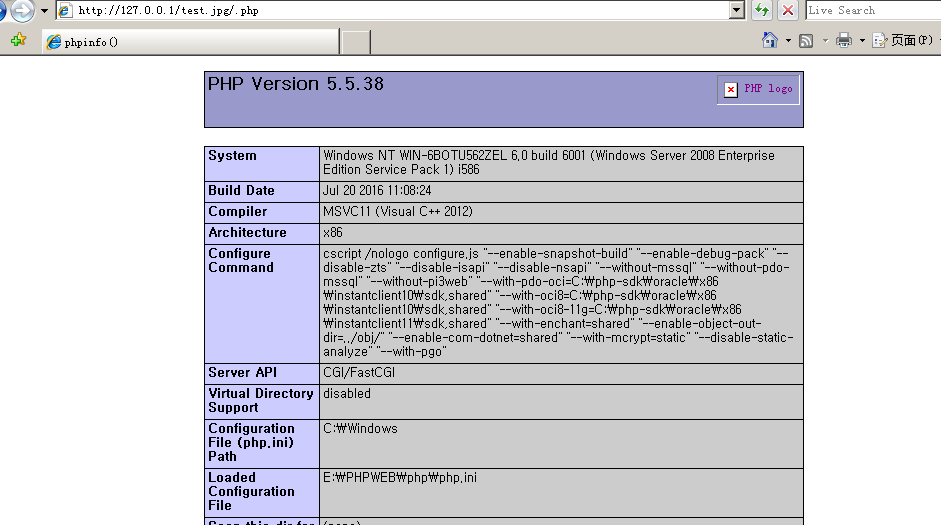 http://127.0.0.1/test.jpg/.php
Live Search
phpinfo()
页面(P)
PHP Version 5.5.38
PHP logo
System
Windows NT WIN-6BOTU562ZEL 6.0 build 6001 (Windows Server 2008 Enterprise
Edition Service Pack 1) i586
Build Date
Jul 20 2016 11:08:24
Compiler
MSVC11 (Visual C++ 2012)
Architecture
x86
Configure
Command
cscript /nologo configure.js "--enable-snapshot-build" "--enable-debug-pack" "--
disable-zts" "--disable-isapi" "--disable-nsapi" "--without-mssql" "--without-pdo-
mssql" "--without-pi3web" "--with-pdo-oci=C:₩php-sdk₩oracle₩x86
₩instantclient10₩sdk,shared" "--with-oci8=C:₩php-sdk₩oracle₩x86
₩instantclient10₩sdk,shared" "--with-oci8-11g=C:₩php-sdk₩oracle₩x86
₩instantclient11₩sdk,shared" "--with-enchant=shared" "--enable-object-out-
dir=../obj/" "--enable-com-dotnet=shared" "--with-mcrypt=static" "--disable-static-
analyze" "--with-pgo"
Server API
CGI/FastCGI
Virtual Directory
Support
disabled
Configuration
File (php.ini)
Path
C:₩Windows
Loaded
Configuration
File
E:₩PHPWEB₩php₩php.ini
Scan this dir for
(none)